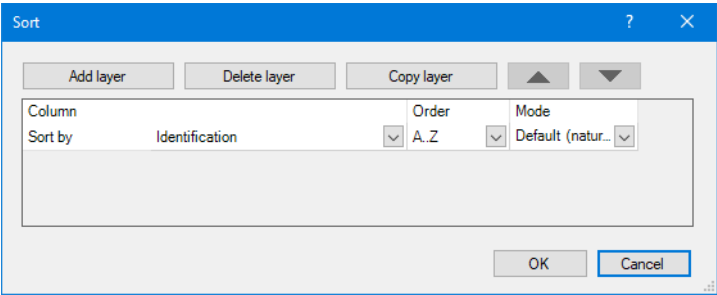 Sort ? ×
Add layer Delete layer Copy layer
Column Order Mode
Sort by Identification A..Z Default (natur...
OK Cancel